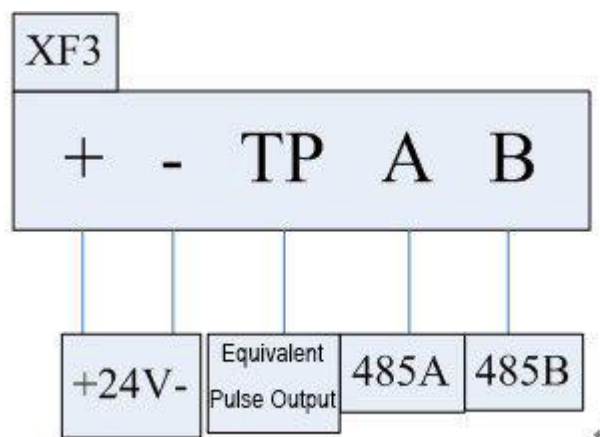 XF3
+ - TP A B
+24V-
Equivalent
Pulse Output
485A
485B